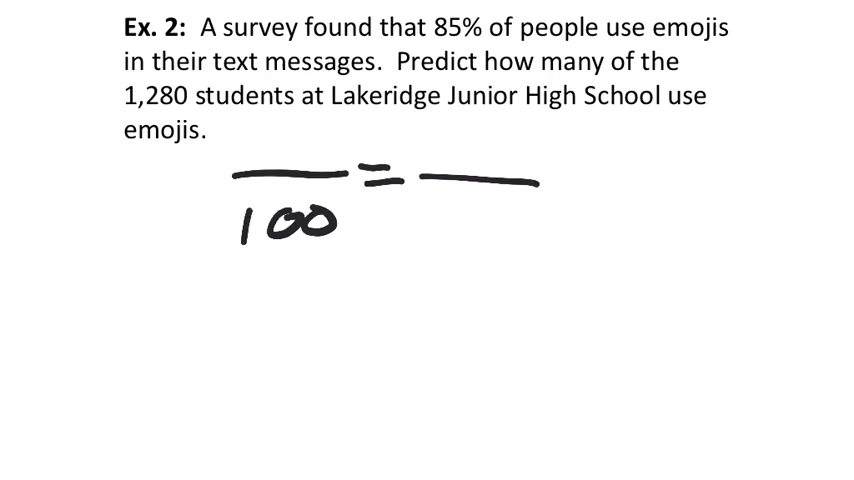 Ex. 2: A survey found that 85% of people use emojis
in their text messages. Predict how many of the
1,280 students at Lakeridge Junior High School use
emojis.
=
100